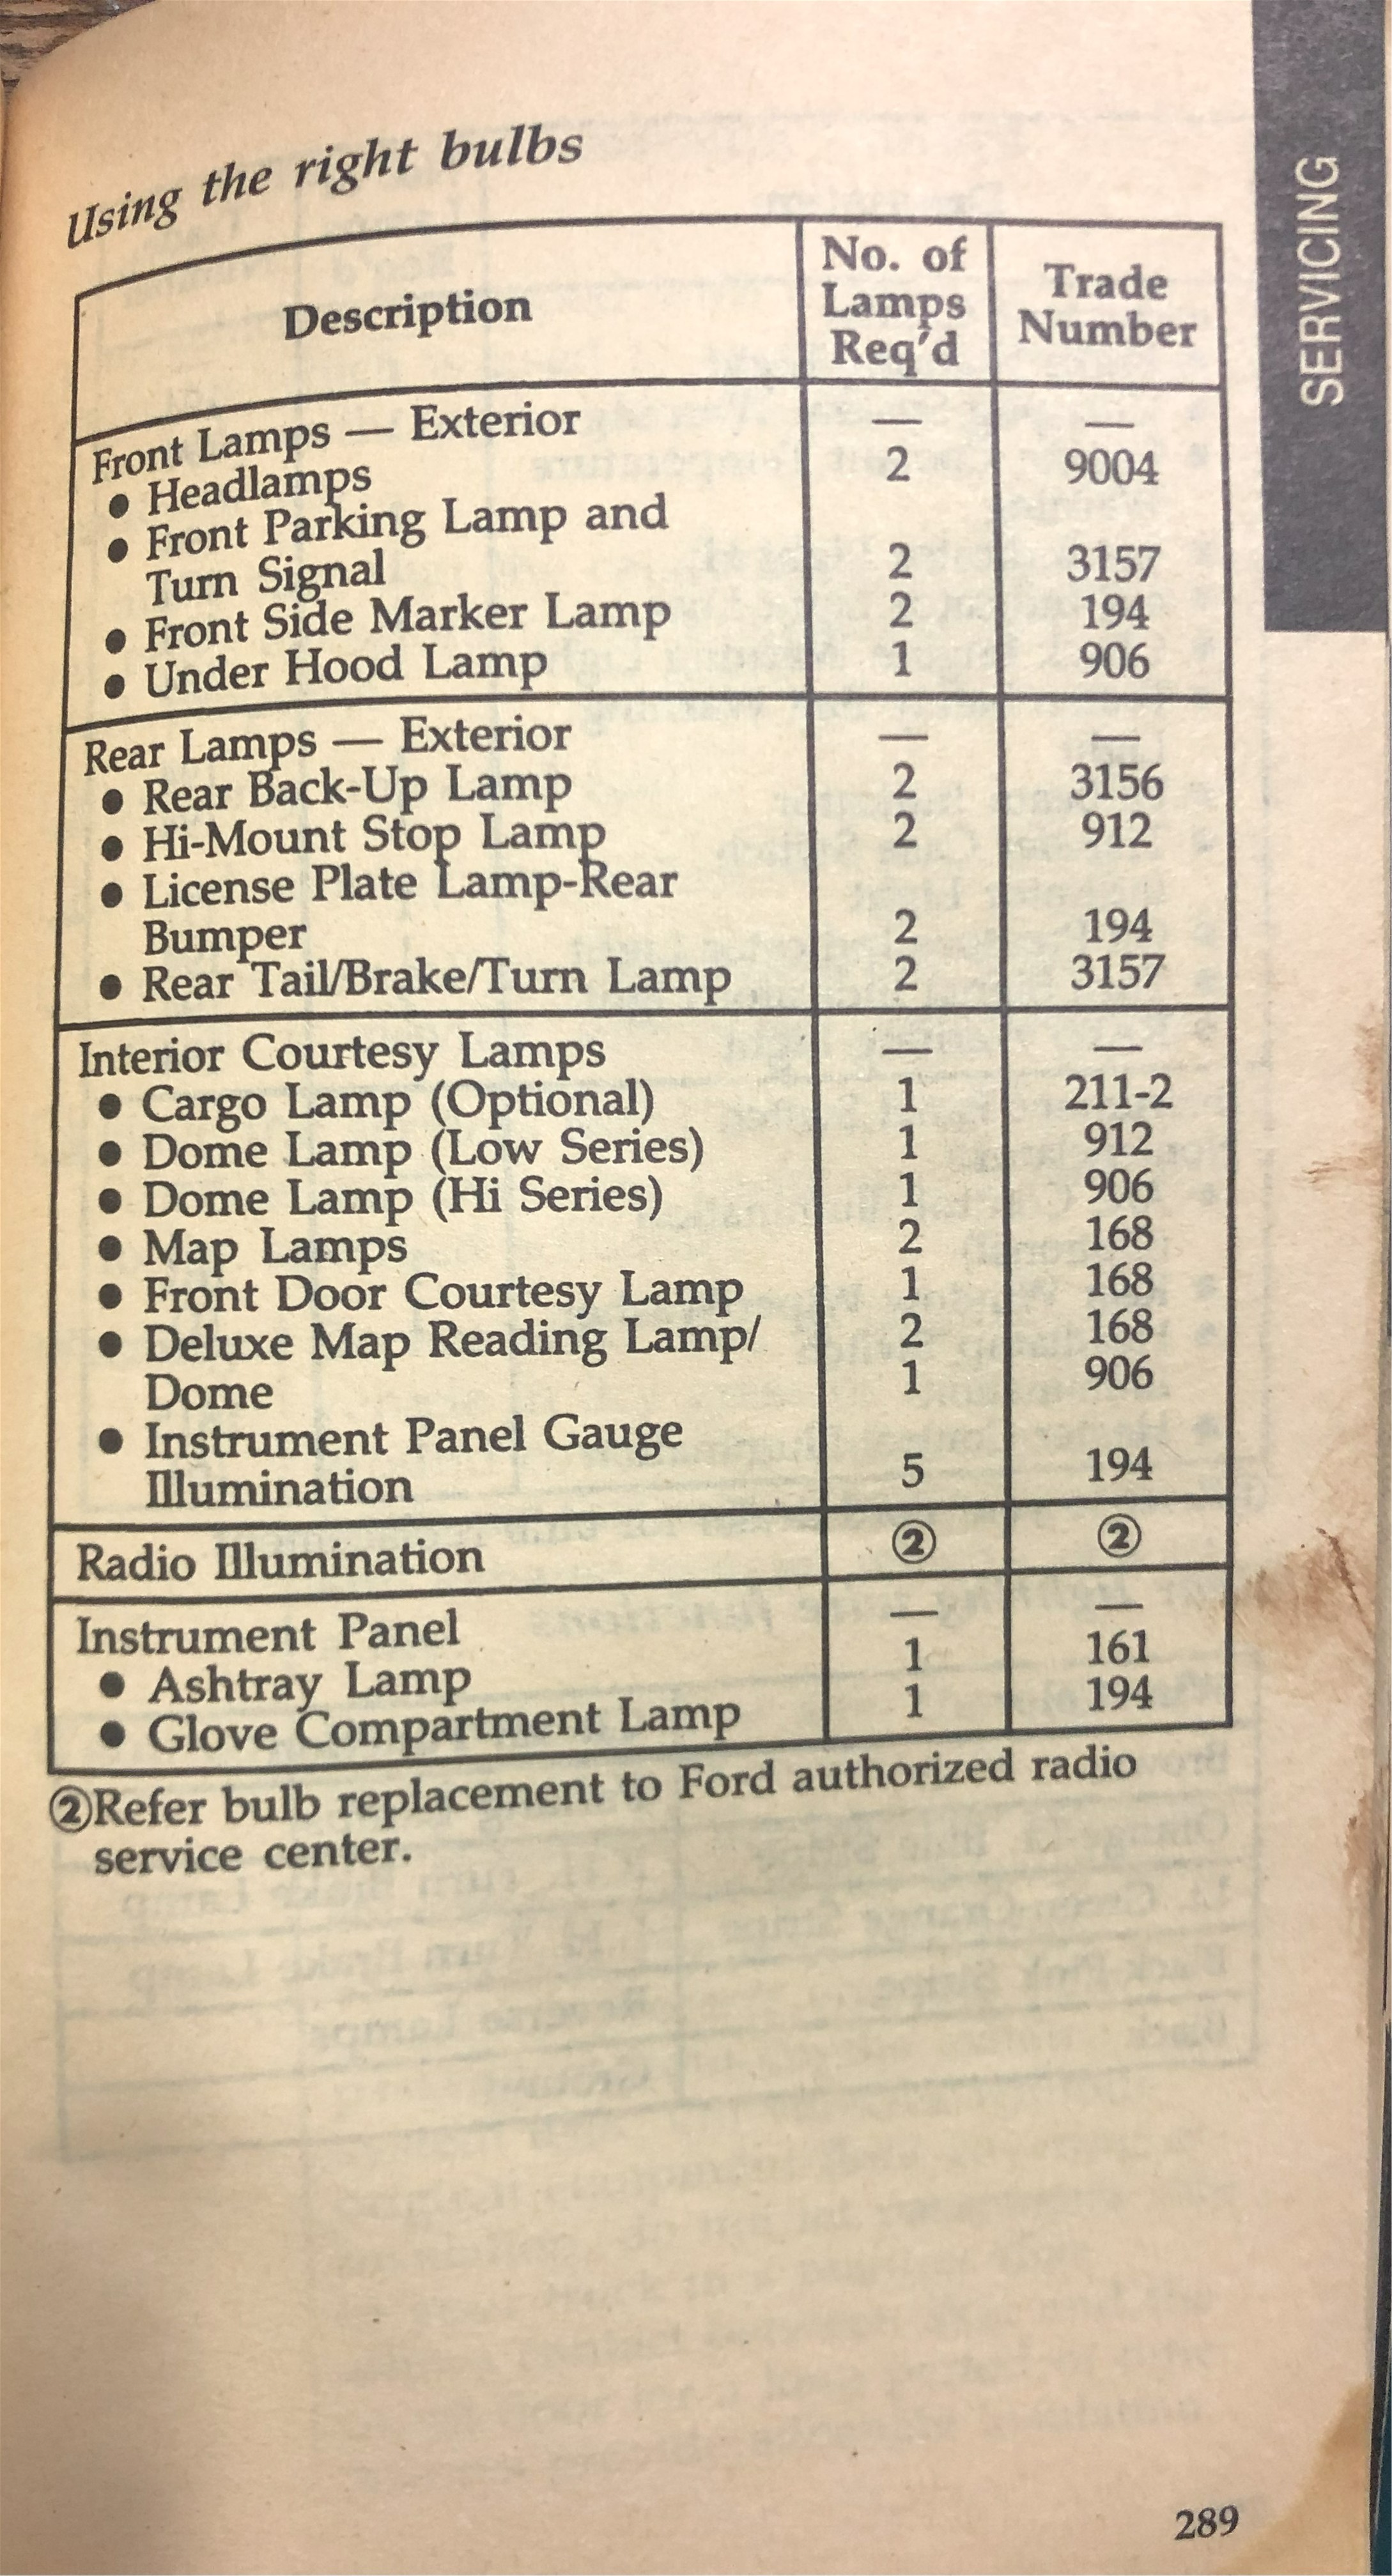 Using the right bulbs
SERVICING
Description No. of Lamps Req'd Trade Number
Front Lamps — Exterior — —
● Headlamps 2 9004
● Front Parking Lamp and
Turn Signal 2 3157
● Front Side Marker Lamp 2 194
● Under Hood Lamp 1 906
Rear Lamps — Exterior — —
● Rear Back-Up Lamp 2 3156
● Hi-Mount Stop Lamp 2 912
● License Plate Lamp-Rear
Bumper 2 194
● Rear Tail/Brake/Turn Lamp 2 3157
Interior Courtesy Lamps — —
● Cargo Lamp (Optional) 1 211-2
● Dome Lamp (Low Series) 1 912
● Dome Lamp (Hi Series) 1 906
● Map Lamps 2 168
● Front Door Courtesy Lamp 1 168
● Deluxe Map Reading Lamp/ 2 168
Dome 1 906
● Instrument Panel Gauge
Illumination 5 194
Radio Illumination ② ②
Instrument Panel — —
● Ashtray Lamp 1 161
● Glove Compartment Lamp 1 194
②Refer bulb replacement to Ford authorized radio
service center.
289